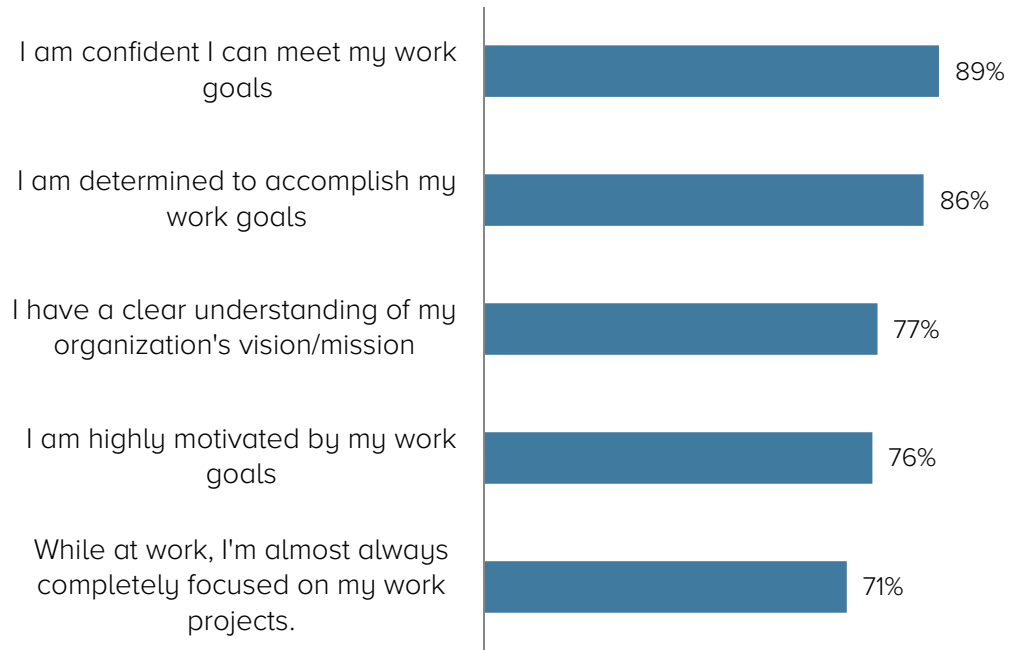 I am confident I can meet my work
goals
89%
I am determined to accomplish my
work goals
86%
I have a clear understanding of my
organization's vision/mission
77%
I am highly motivated by my work
goals
76%
While at work, I'm almost always
completely focused on my work
projects.
71%